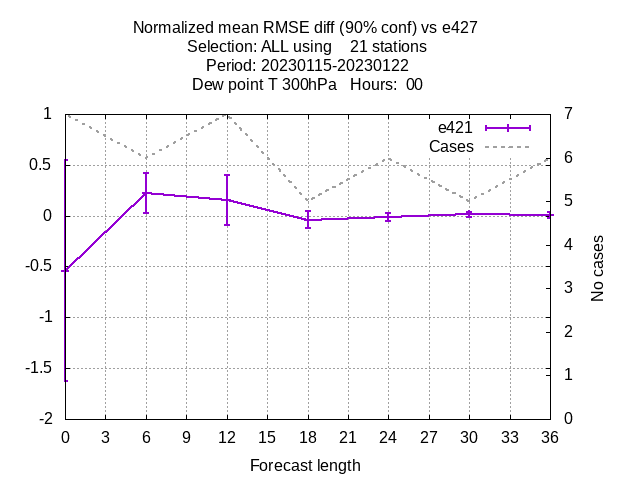 Normalized mean RMSE diff (90% conf) vs e427
Selection: ALL using    21 stations
Period: 20230115-20230122
Dew point T 300hPa   Hours:  00
1
0.5
0
-0.5
-1
-1.5
-2
e421
Cases
7
6
5
4
3
2
1
0
No cases
0 3 6 9 12 15 18 21 24 27 30 33 36
Forecast length